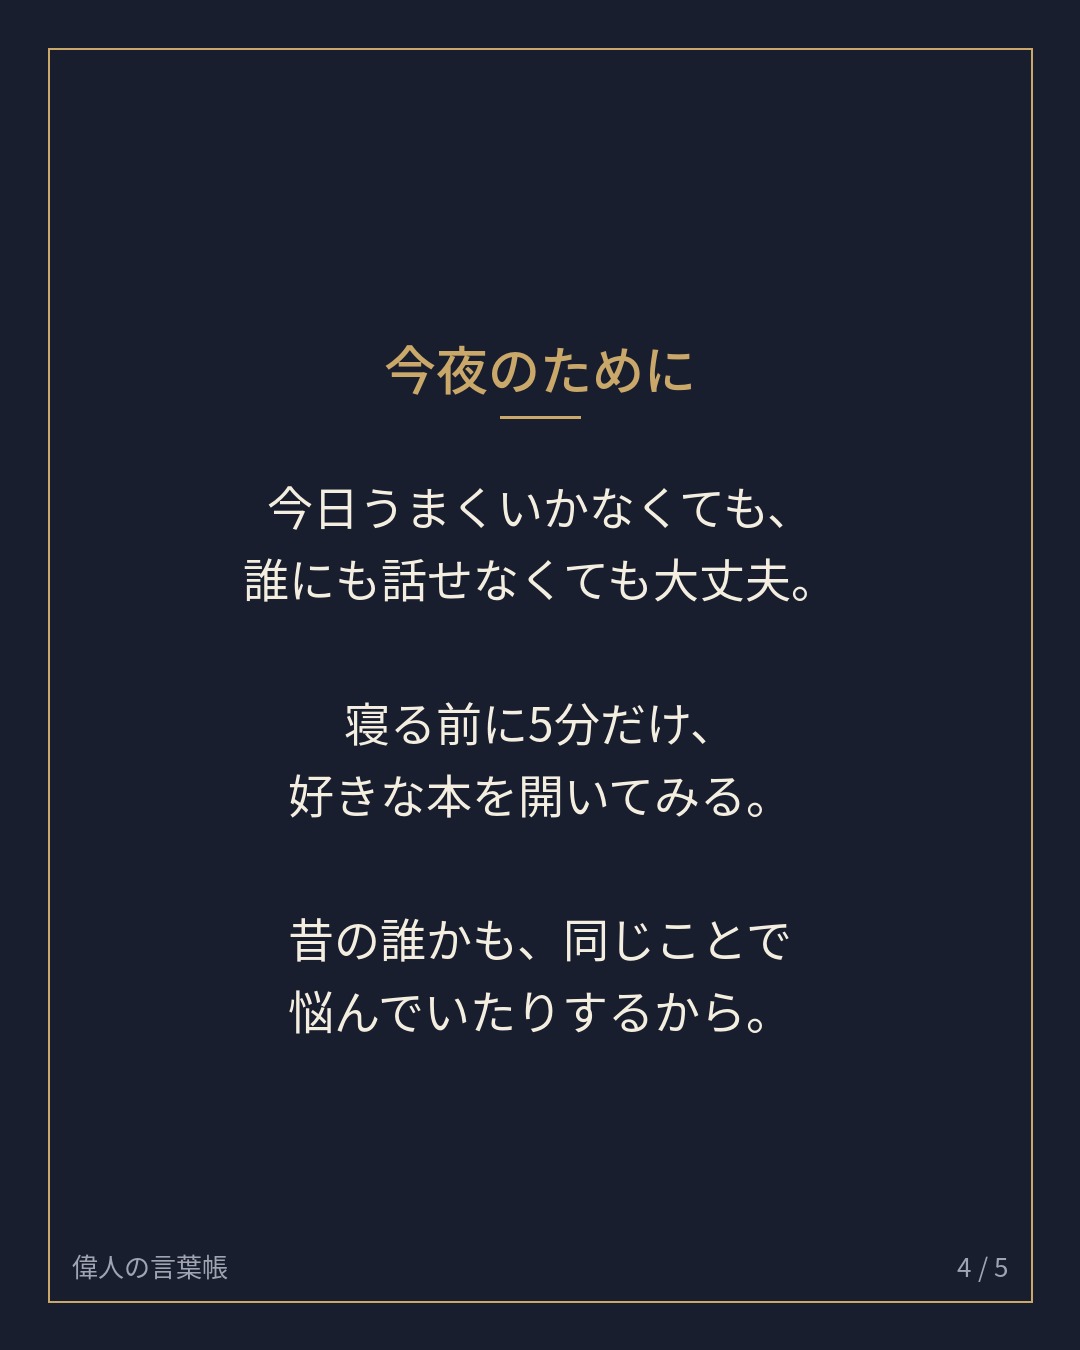 今夜のために
今日うまくいかなくても、
誰にも話せなくても大丈夫。
寝る前に5分だけ、
好きな本を開いてみる。
昔の誰かも、同じことで
悩んでいたりするから。
偉人の言葉帳
4 / 5